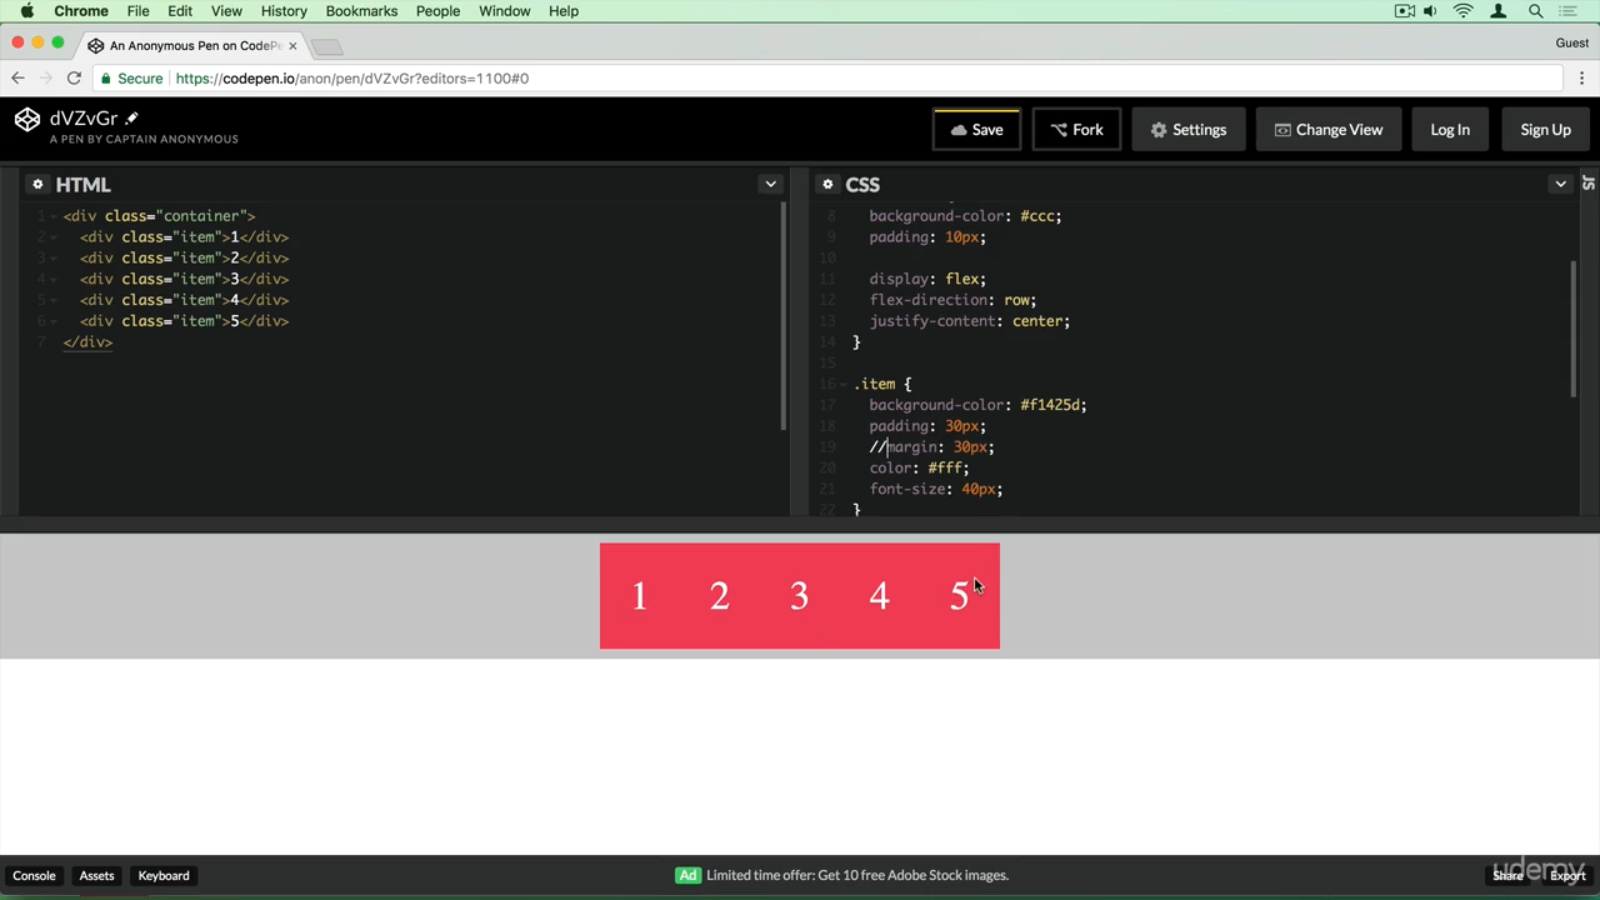 Chrome File Edit View History Bookmarks People Window Help
An Anonymous Pen on CodePe
Guest
Secure https://codepen.io/anon/pen/dVZvGr?editors=1100#0
dVZvGr
A PEN BY CAPTAIN ANONYMOUS
Save Fork Settings Change View Log In Sign Up
HTML
1 <div class="container">
2 <div class="item">1</div>
3 <div class="item">2</div>
4 <div class="item">3</div>
5 <div class="item">4</div>
6 <div class="item">5</div>
7 </div>
CSS
JS
8 background-color: #ccc;
9 padding: 10px;
10
11 display: flex;
12 flex-direction: row;
13 justify-content: center;
14 }
15
16 .item {
17 background-color: #f1425d;
18 padding: 30px;
19 //margin: 30px;
20 color: #fff;
21 font-size: 40px;
22 }
1 2 3 4 5
Console Assets Keyboard
Ad Limited time offer: Get 10 free Adobe Stock images.
Share Export
udemy